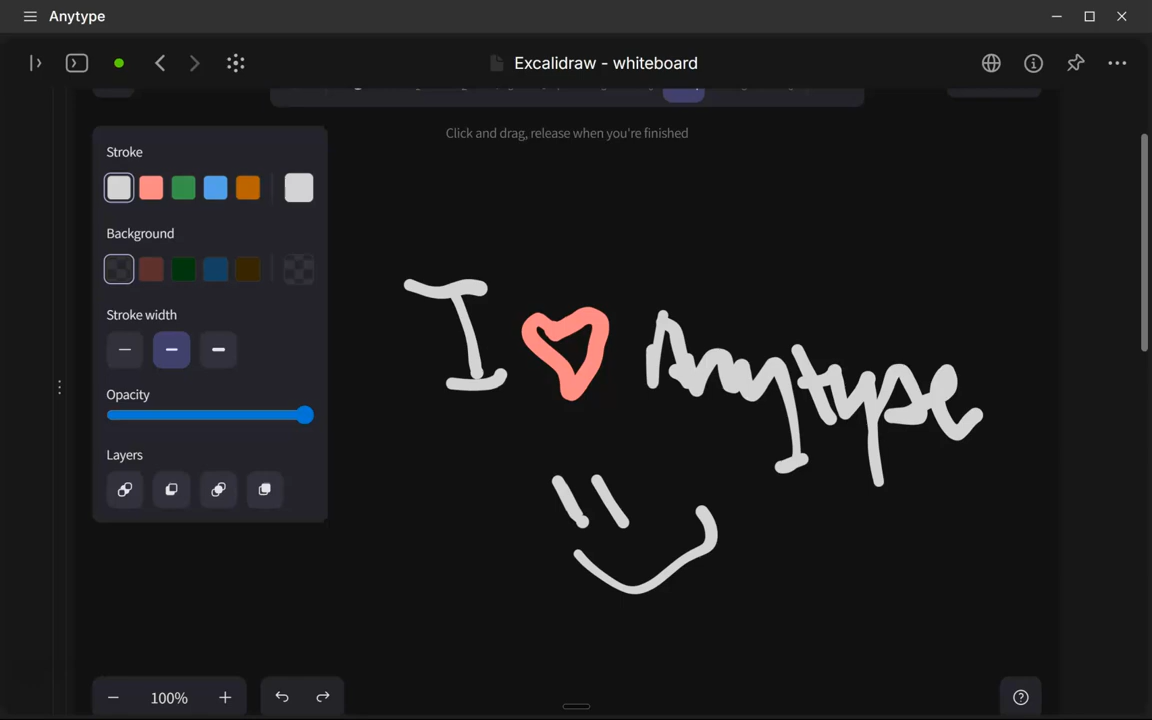 Anytype
Excalidraw - whiteboard
Click and drag, release when you're finished
Stroke
Background
Stroke width
Opacity
Layers
I Anytype
100%